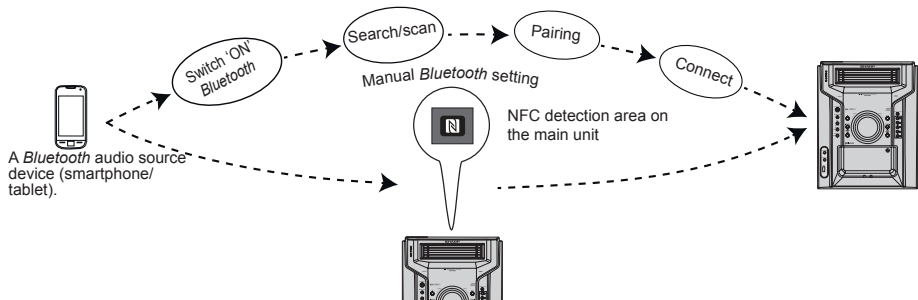 Switch ‘ON’
Bluetooth
Search/scan
Pairing
Connect
Manual Bluetooth setting
NFC detection area on
the main unit
A Bluetooth audio source
device (smartphone/
tablet).